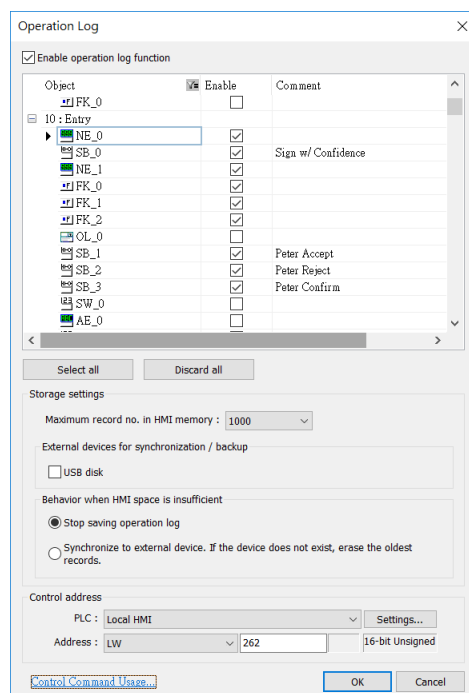 Operation Log
Enable operation log function
Object Enable Comment
FK_0
10 : Entry
NE_0
SB_0 Sign w/ Confidence
NE_1
FK_0
FK_1
FK_2
OL_0
SB_1 Peter Accept
SB_2 Peter Reject
SB_3 Peter Confirm
SW_0
AE_0
Select all Discard all
Storage settings
Maximum record no. in HMI memory : 1000
External devices for synchronization / backup
USB disk
Behavior when HMI space is insufficient
Stop saving operation log
Synchronize to external device. If the device does not exist, erase the oldest
records.
Control address
PLC : Local HMI Settings...
Address : LW 262 16-bit Unsigned
Control Command Usage... OK Cancel